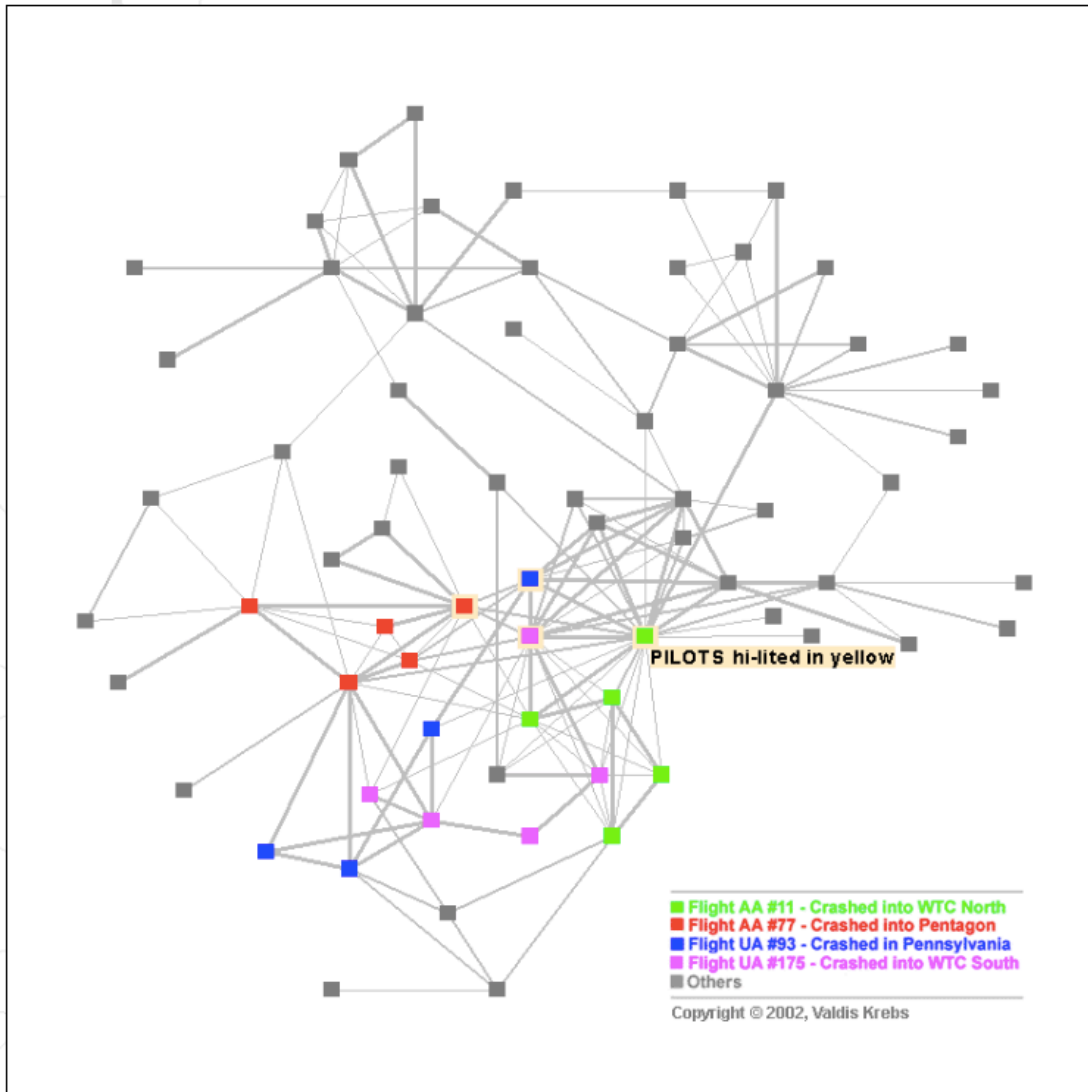 PILOTS hi-lited in yellow
Flight AA #11 - Crashed into WTC North
Flight AA #77 - Crashed into Pentagon
Flight UA #93 - Crashed in Pennsylvania
Flight UA #175 - Crashed into WTC South
Others
Copyright © 2002, Valdis Krebs